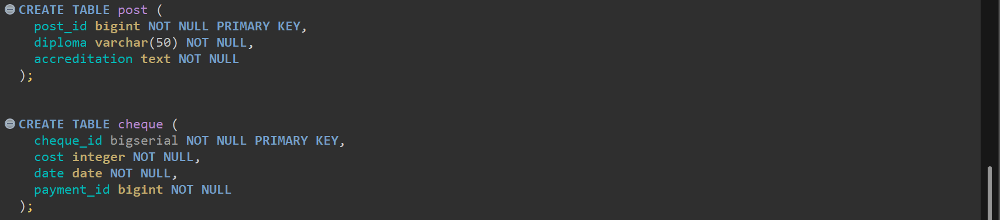 CREATE TABLE post (
post_id bigint NOT NULL PRIMARY KEY,
diploma varchar(50) NOT NULL,
accreditation text NOT NULL
);
CREATE TABLE cheque (
cheque_id bigserial NOT NULL PRIMARY KEY,
cost integer NOT NULL,
date date NOT NULL,
payment_id bigint NOT NULL
);